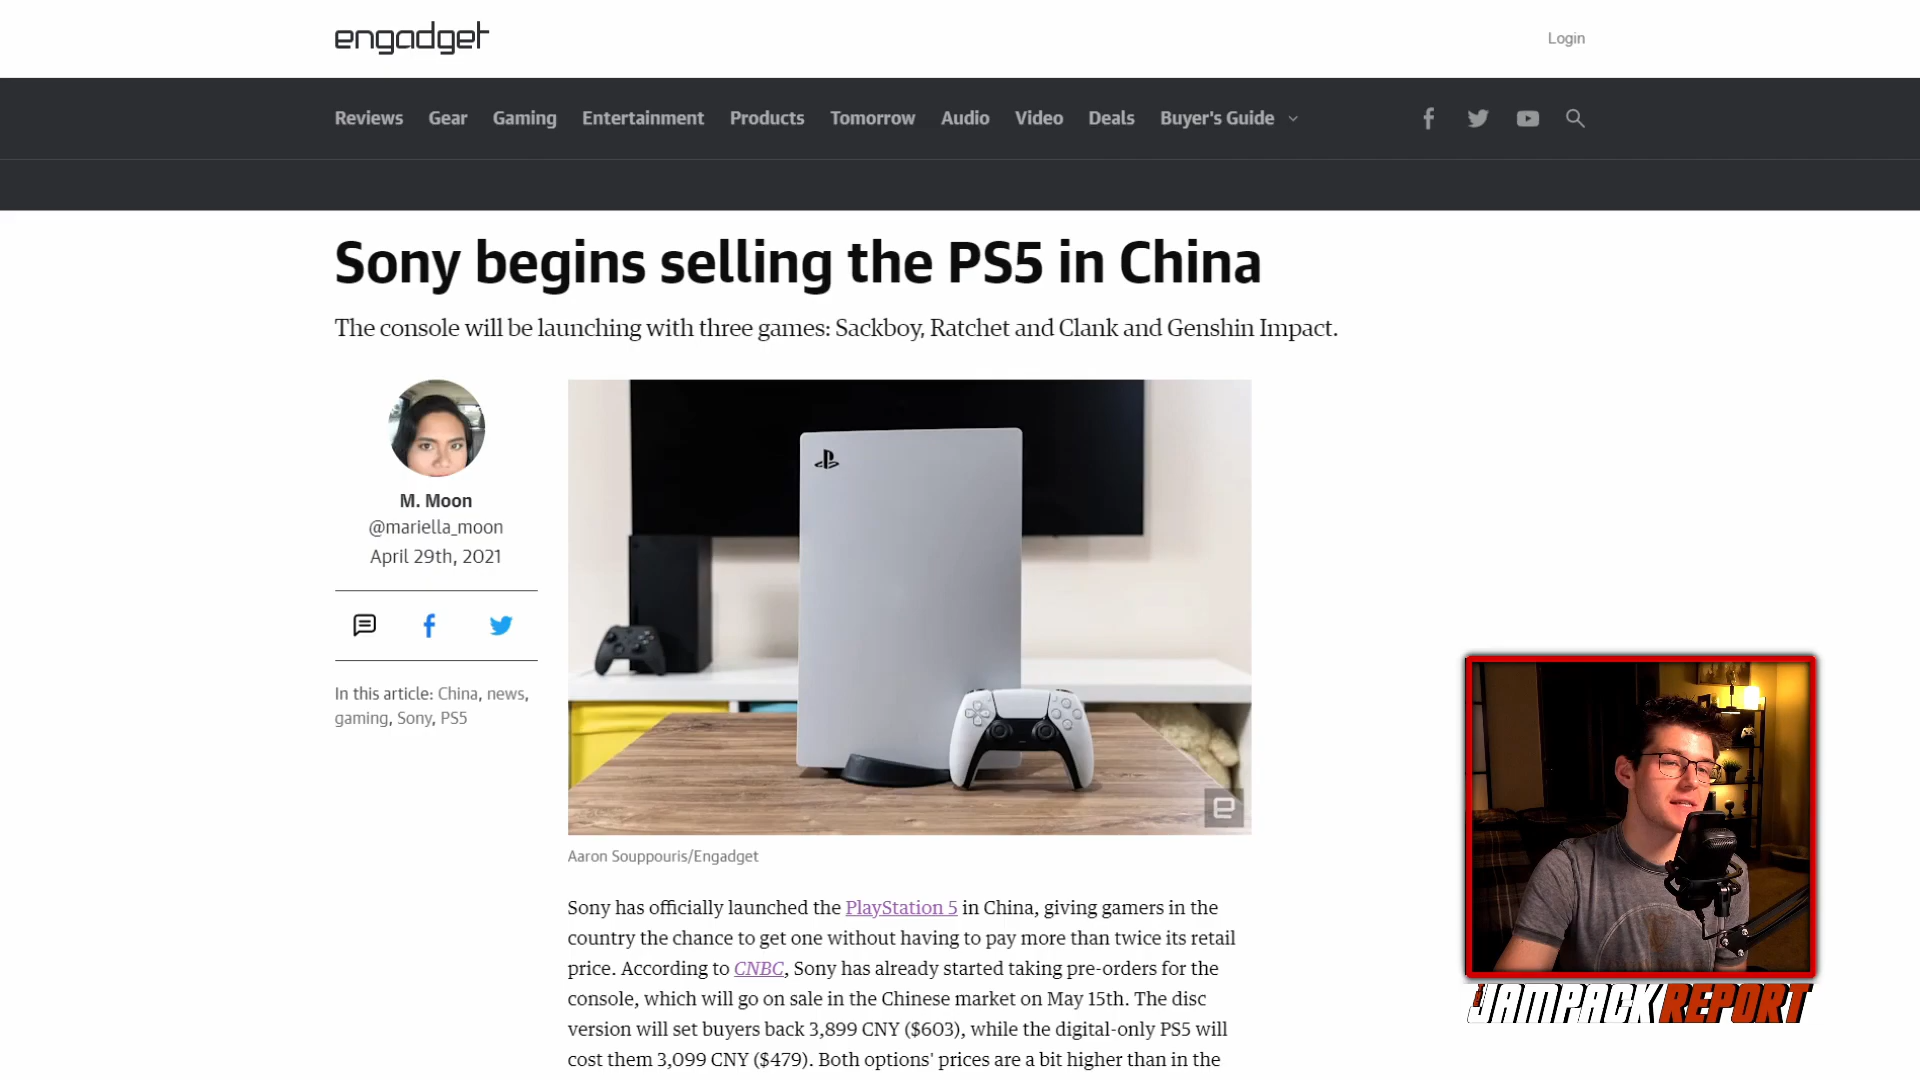 engadget
Login
Reviews Gear Gaming Entertainment Products Tomorrow Audio Video Deals Buyer's Guide
Sony begins selling the PS5 in China
The console will be launching with three games: Sackboy, Ratchet and Clank and Genshin Impact.
M. Moon
@mariella_moon
April 29th, 2021
In this article: China, news,
gaming, Sony, PS5
Aaron Souppouris/Engadget
Sony has officially launched the PlayStation 5 in China, giving gamers in the
country the chance to get one without having to pay more than twice its retail
price. According to CNBC, Sony has already started taking pre-orders for the
console, which will go on sale in the Chinese market on May 15th. The disc
version will set buyers back 3,899 CNY ($603), while the digital-only PS5 will
cost them 3,099 CNY ($479). Both options' prices are a bit higher than in the
JAMPACK REPORT